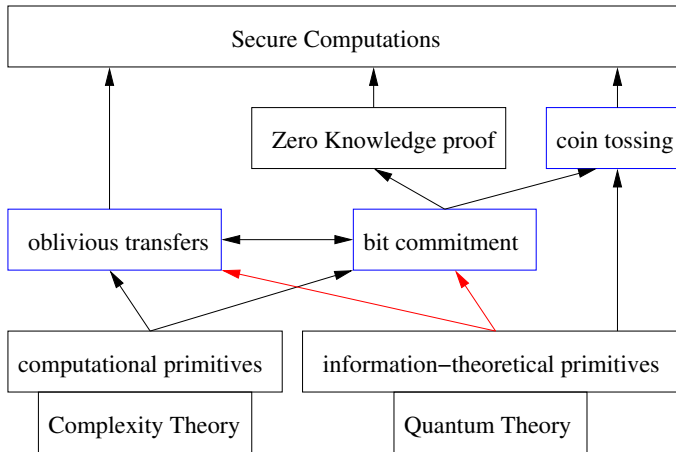 Secure Computations
Zero Knowledge proof
coin tossing
oblivious transfers
bit commitment
computational primitives
information−theoretical primitives
Complexity Theory
Quantum Theory